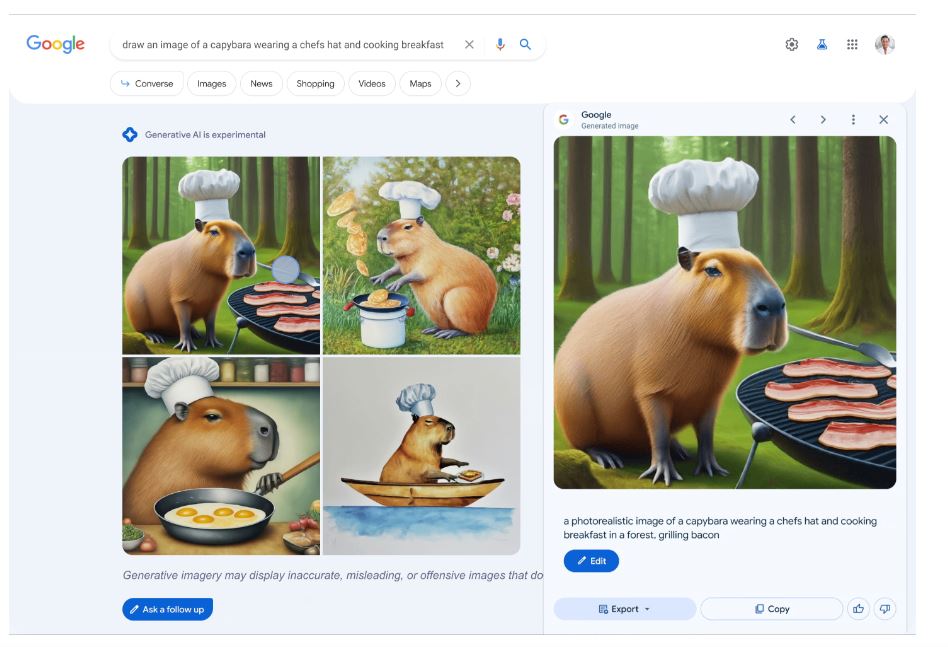 Google
draw an image of a capybara wearing a chefs hat and cooking breakfast
Converse
Images
News
Shopping
Videos
Maps
Generative AI is experimental
Google
Generated image
a photorealistic image of a capybara wearing a chefs hat and cooking
breakfast in a forest, grilling bacon
Edit
Generative imagery may display inaccurate, misleading, or offensive images that do
Ask a follow up
Export
Copy